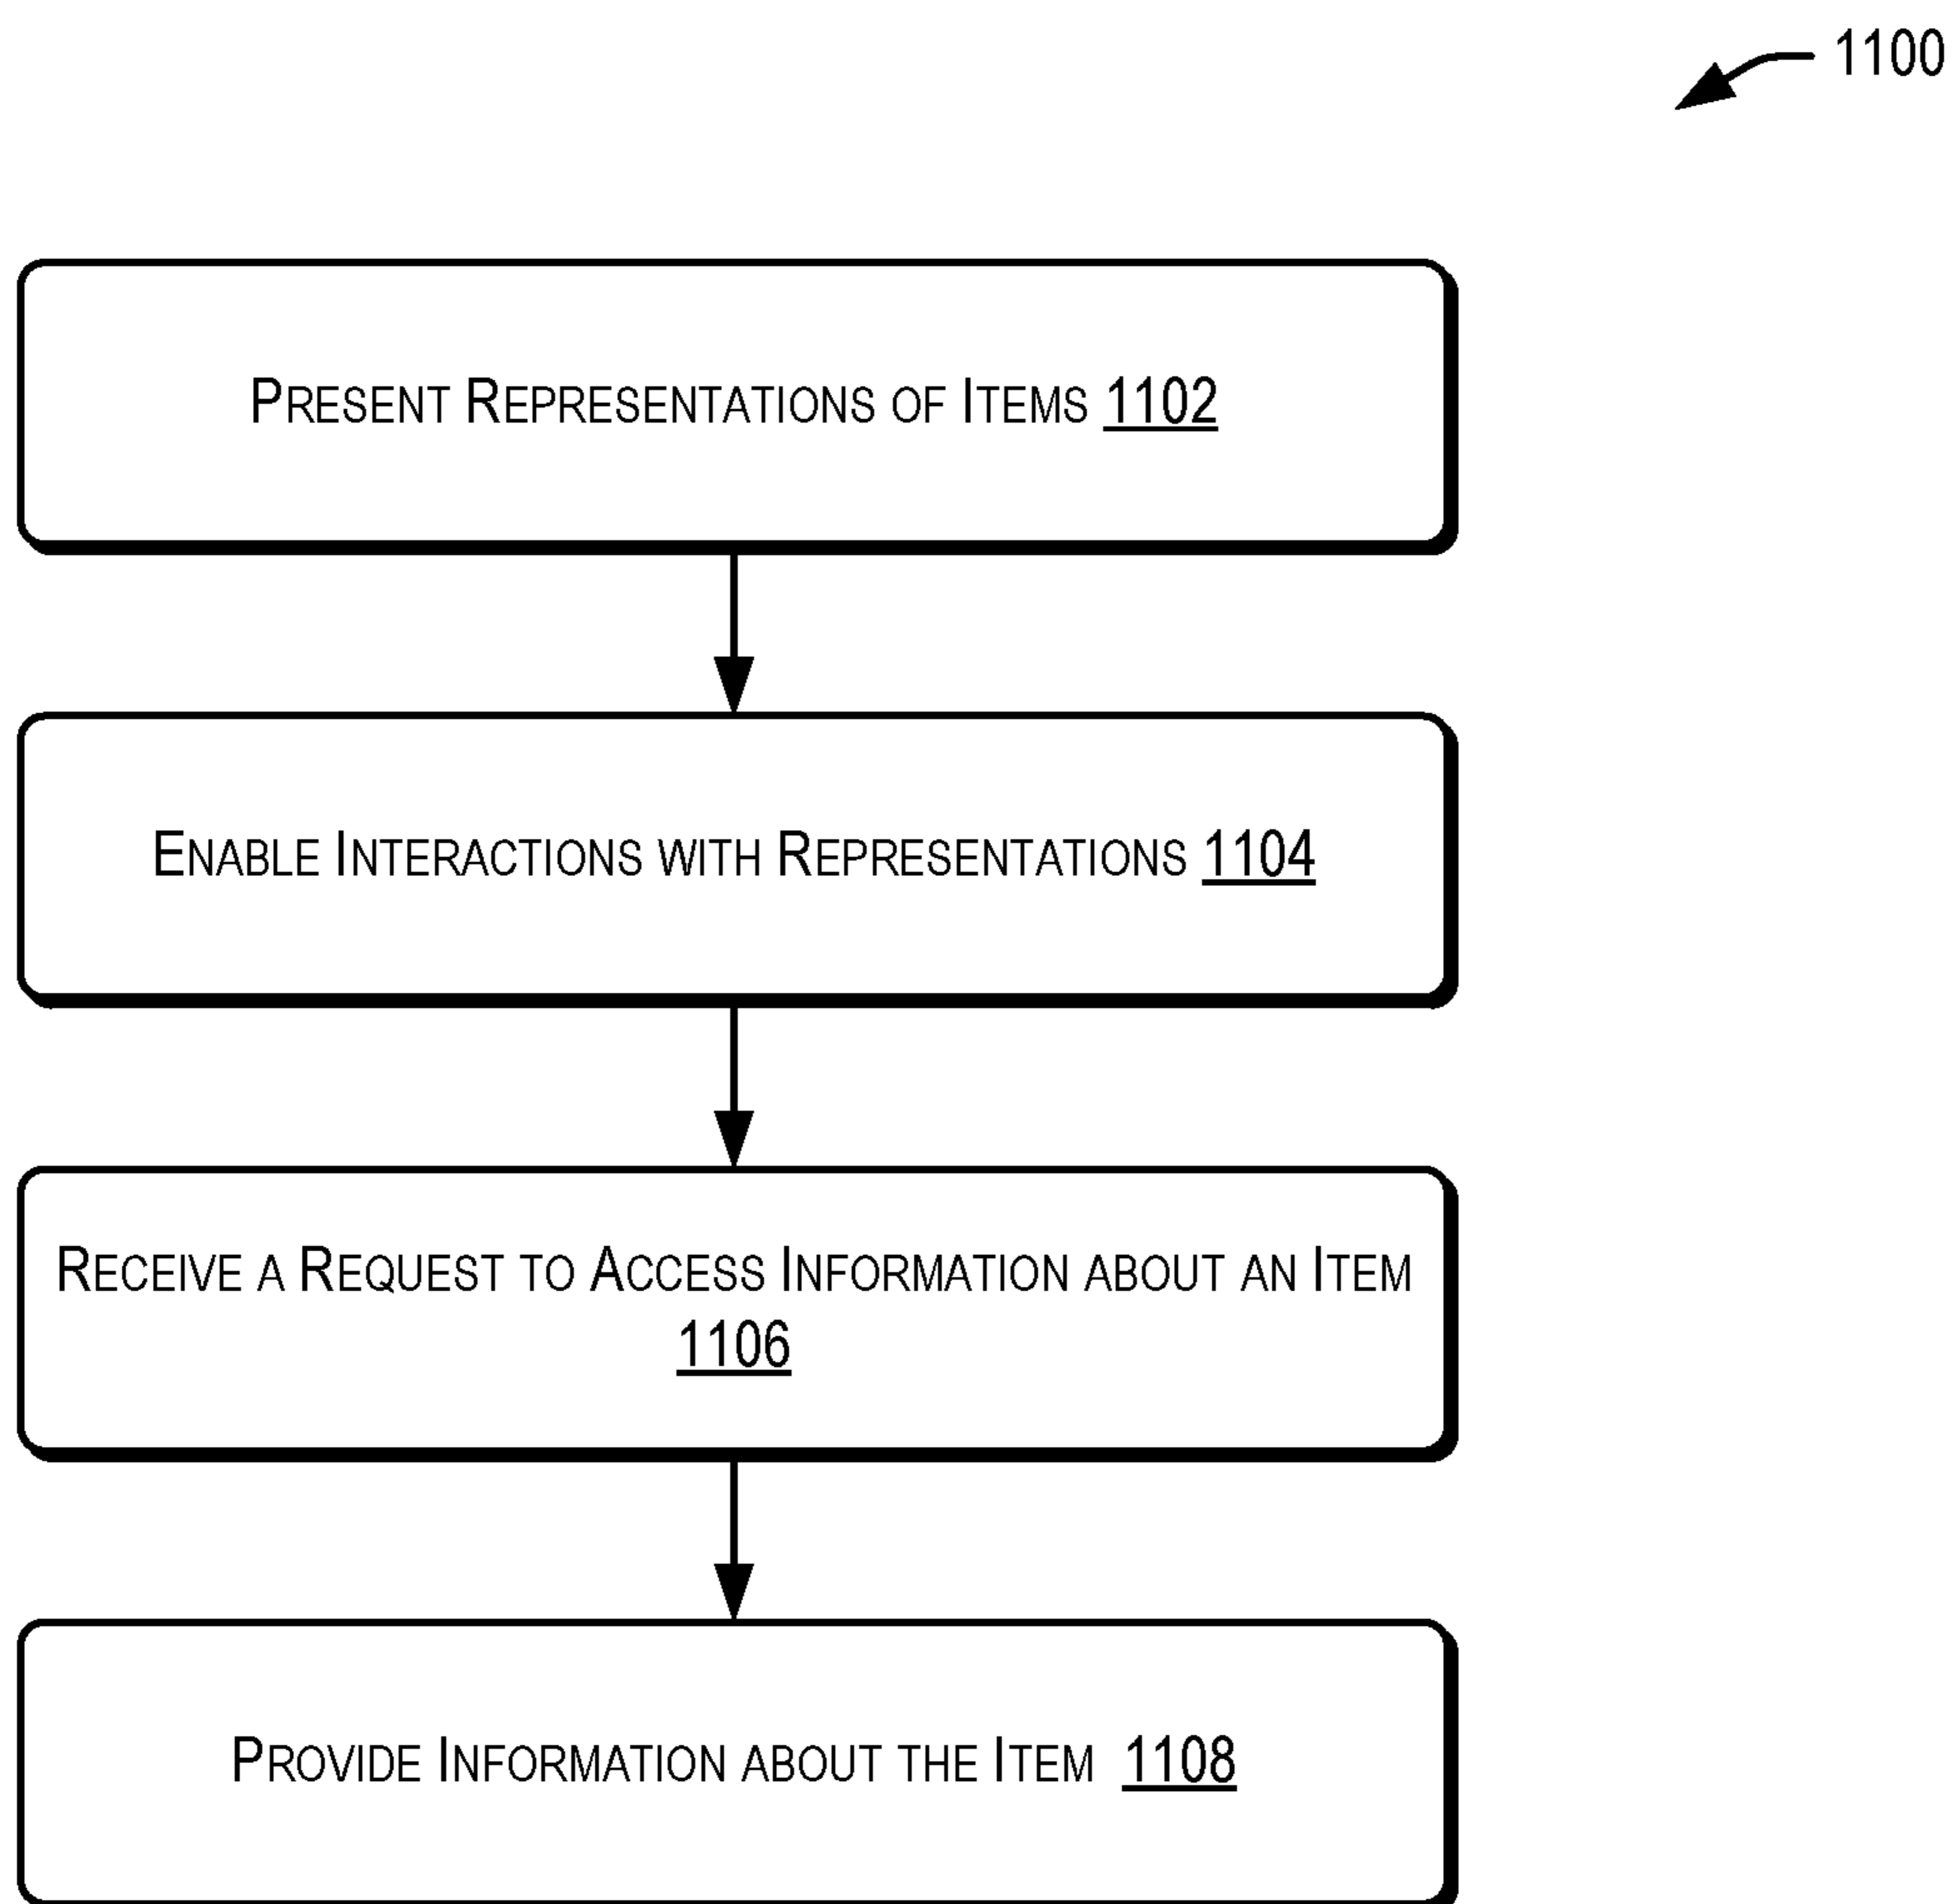 1100
Present Representations of Items 1102
Enable Interactions with Representations 1104
Receive a Request to Access Information about an Item
1106
Provide Information about the Item 1108